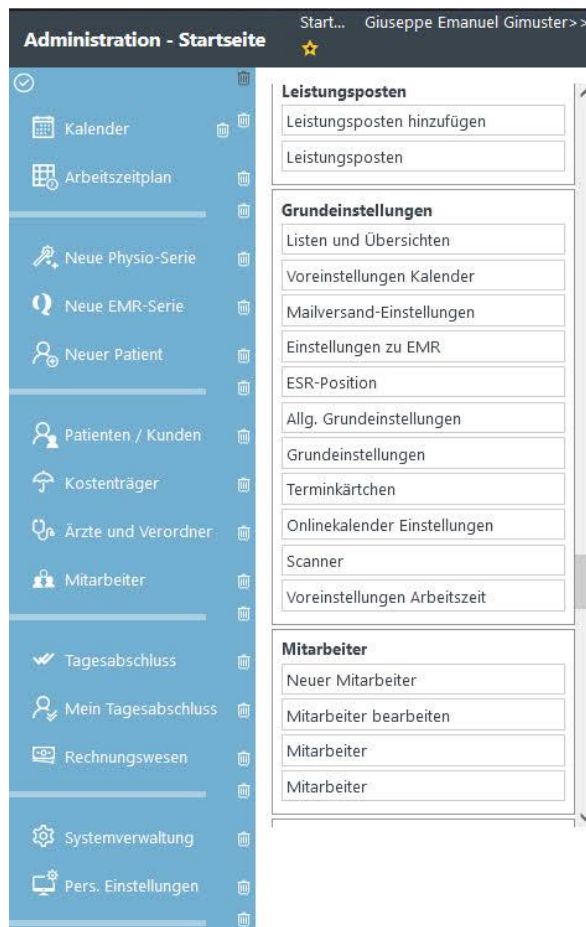 Administration - Startseite
Start...
Giuseppe Emanuel Gimuster>>
Kalender
Arbeitszeitplan
Neue Physio-Serie
Neue EMR-Serie
Neuer Patient
Patienten / Kunden
Kostenträger
Ärzte und Verordner
Mitarbeiter
Tagesabschluss
Mein Tagesabschluss
Rechnungswesen
Systemverwaltung
Pers. Einstellungen
Leistungsposten
Leistungsposten hinzufügen
Leistungsposten
Grundeinstellungen
Listen und Übersichten
Voreinstellungen Kalender
Mailversand-Einstellungen
Einstellungen zu EMR
ESR-Position
Allg. Grundeinstellungen
Grundeinstellungen
Terminkärtchen
Onlinekalender Einstellungen
Scanner
Voreinstellungen Arbeitszeit
Mitarbeiter
Neuer Mitarbeiter
Mitarbeiter bearbeiten
Mitarbeiter
Mitarbeiter